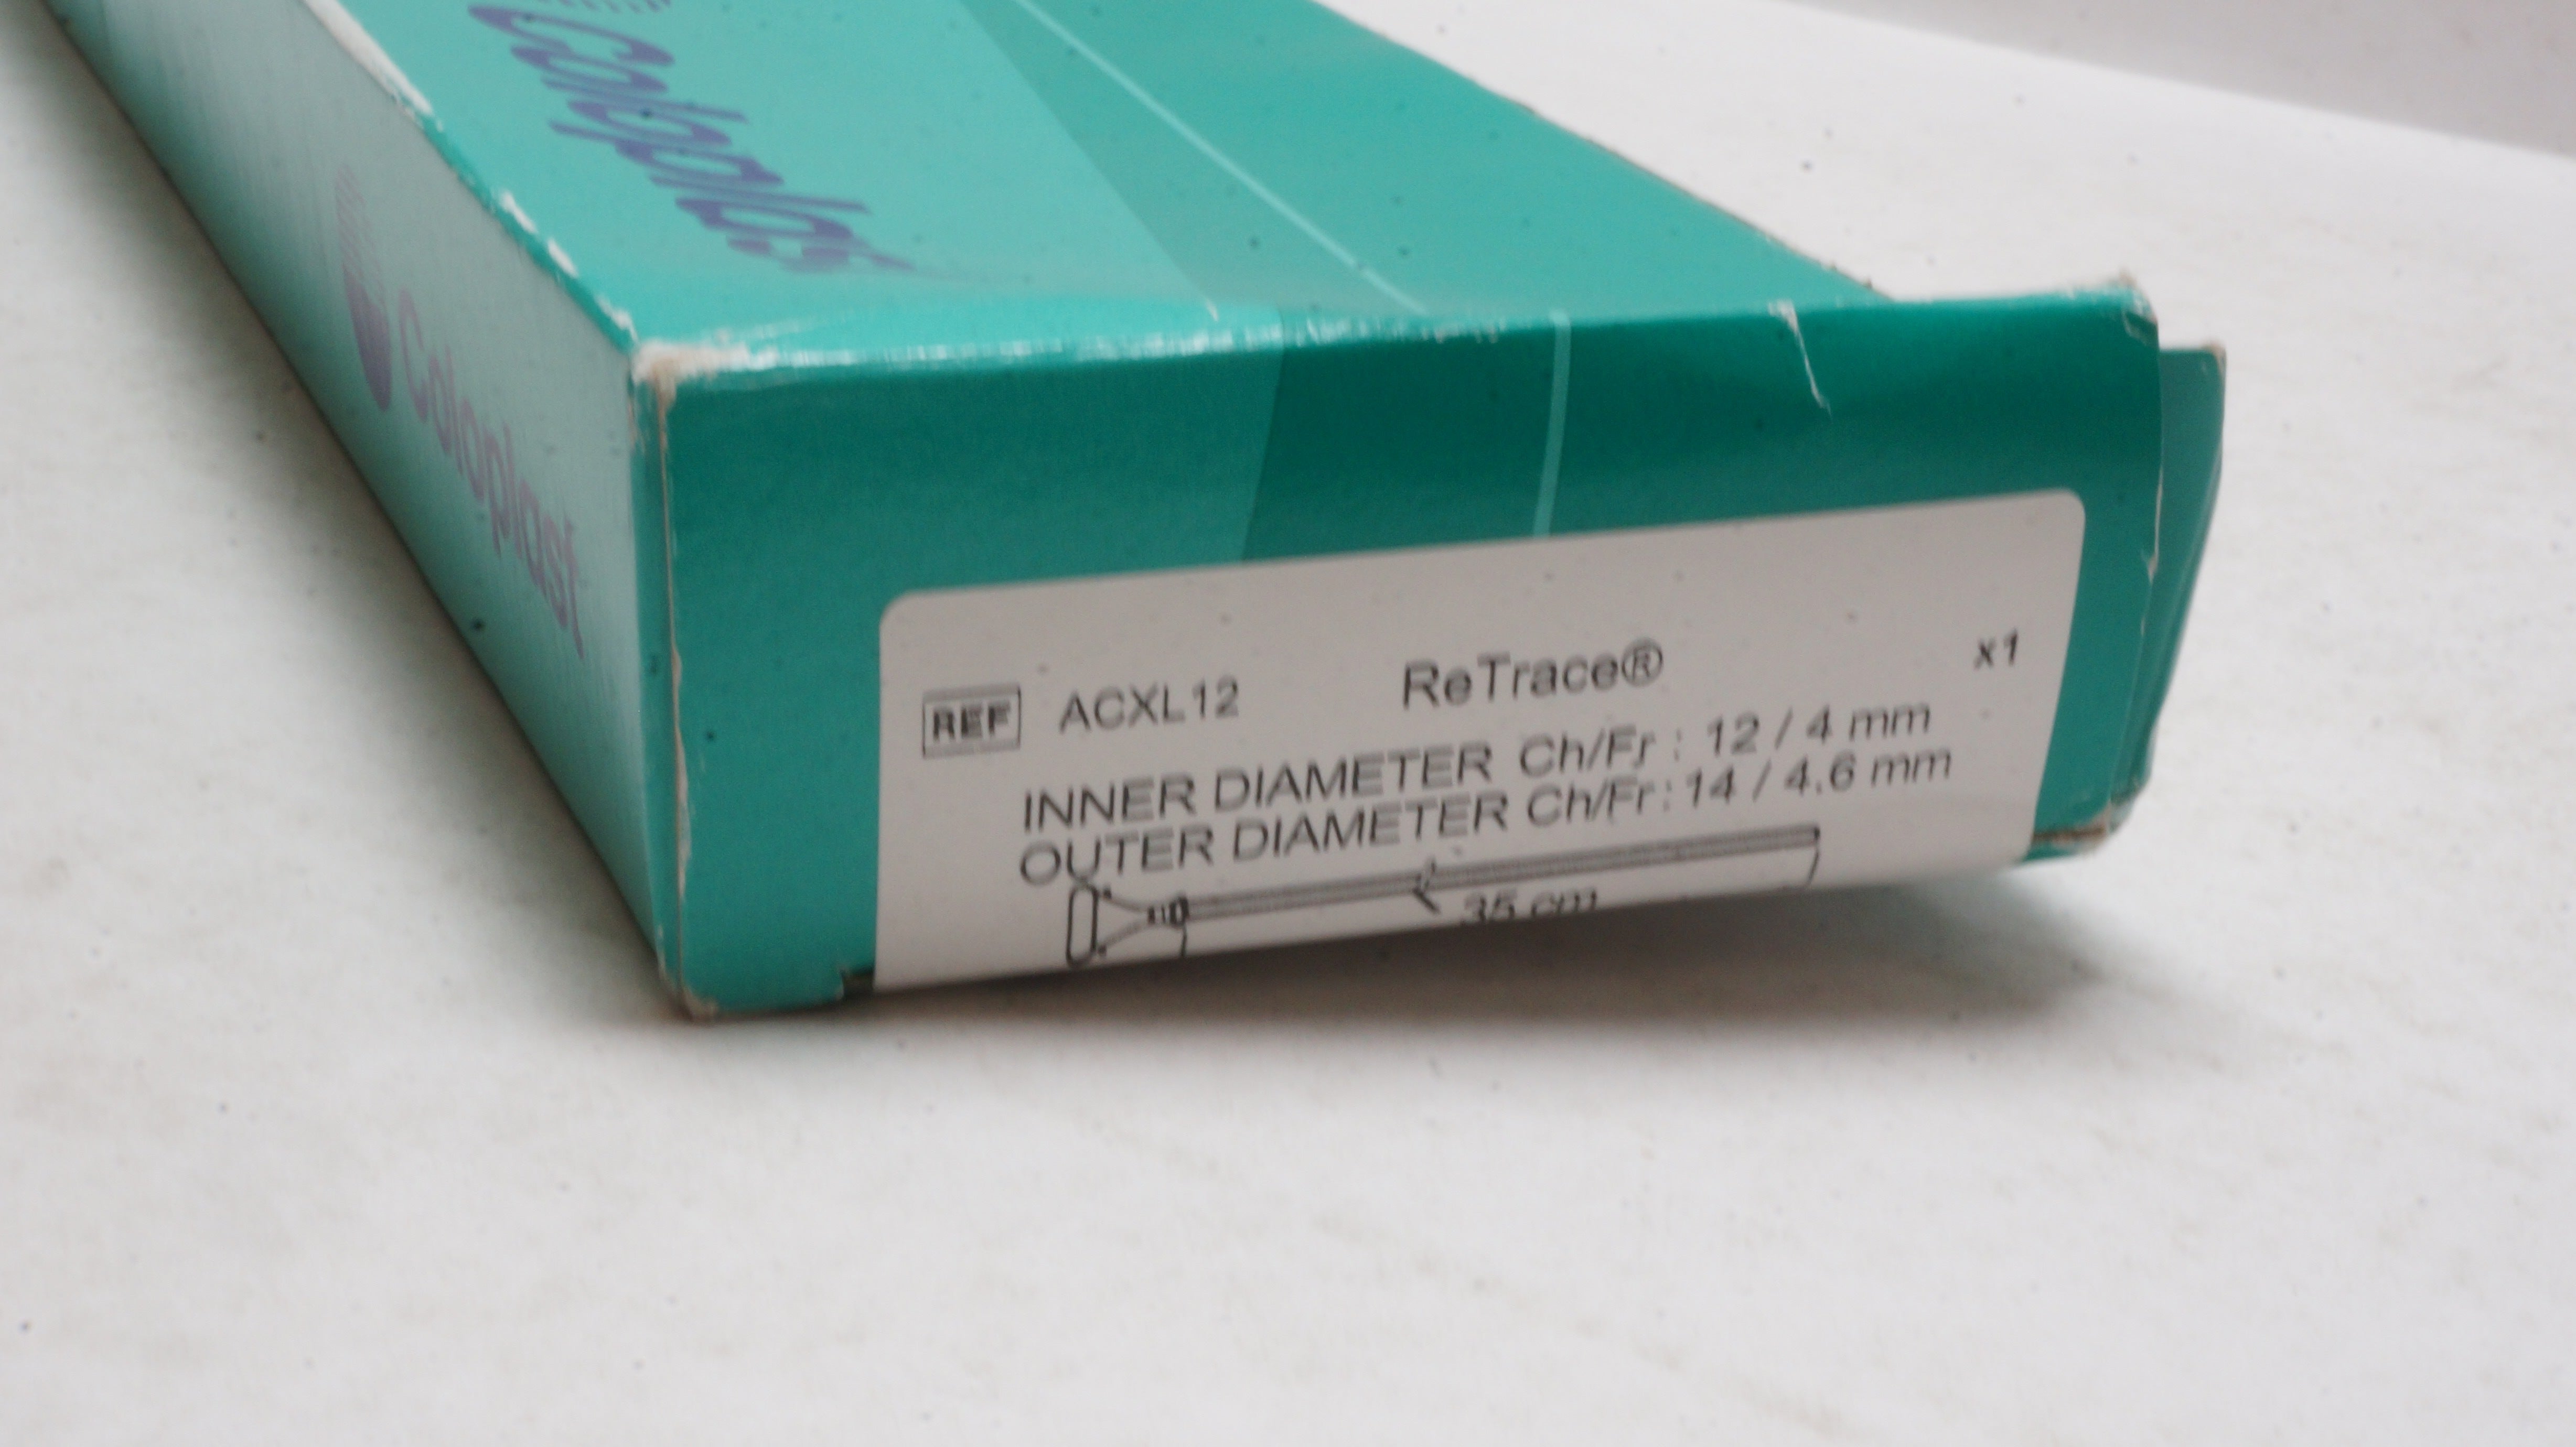 Coloplast
Coloplast
REF ACXL12 ReTrace® x1
INNER DIAMETER Ch/Fr : 12 / 4 mm
OUTER DIAMETER Ch/Fr : 14 / 4.6 mm
35 cm